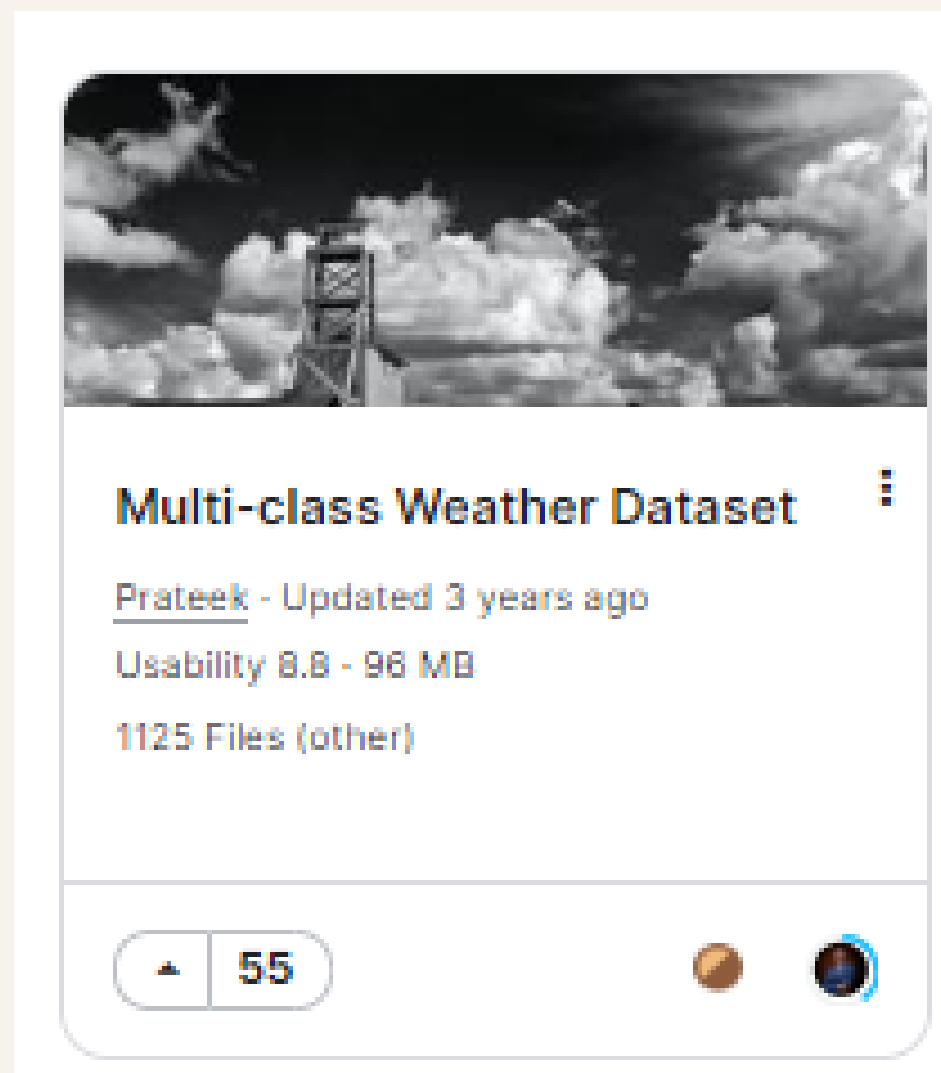 Multi-class Weather Dataset
Prateek · Updated 3 years ago
Usability 8.8 · 96 MB
1125 Files (other)
55